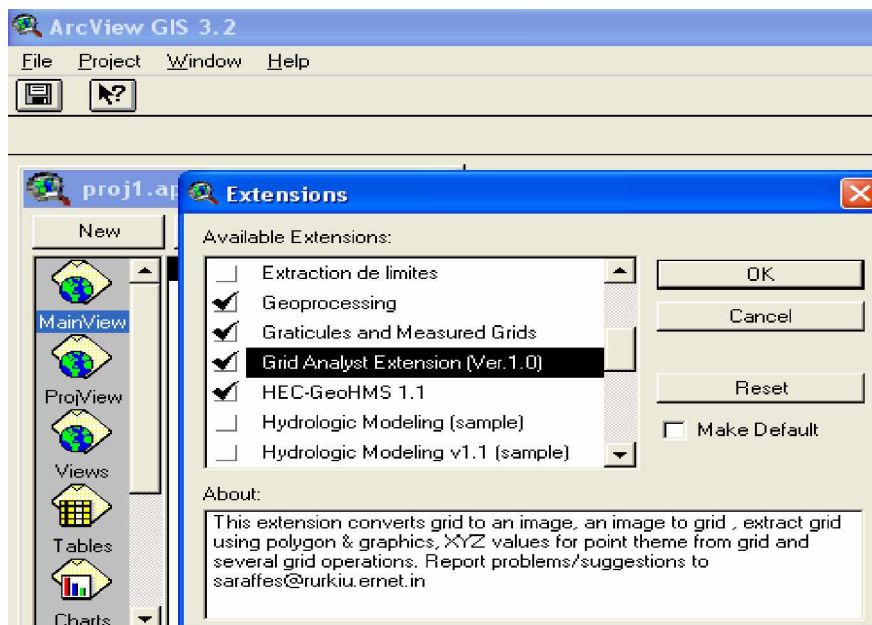 ArcView GIS 3.2
File Project Window Help
proj1.ap
Extensions
New
Available Extensions:
Extraction de limites
Geoprocessing
Graticules and Measured Grids
Grid Analyst Extension (Ver.1.0)
HEC-GeoHMS 1.1
Hydrologic Modeling (sample)
Hydrologic Modeling v1.1 (sample)
OK
Cancel
Reset
Make Default
MainView
ProjView
Views
Tables
Charts
About:
This extension converts grid to an image, an image to grid , extract grid
using polygon & graphics, XYZ values for point theme from grid and
several grid operations. Report problems/suggestions to
saraffes@rurkiu.ernet.in